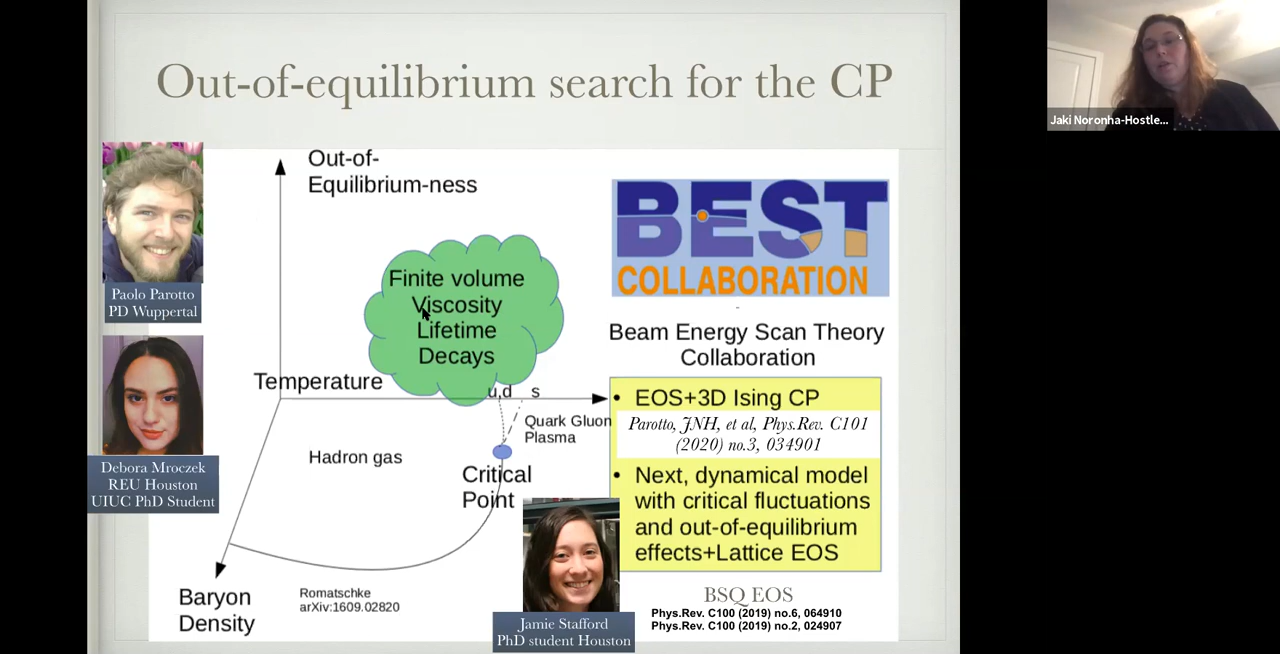 Out-of-equilibrium search for the CP
Jaki Noronha-Hostle...
Paolo Parotto
PD Wuppertal
Debora Mroczek
REU Houston
UIUC PhD Student
Out-of-
Equilibrium-ness
Finite volume
Viscosity
Lifetime
Decays
Temperature
u,d s
Quark Gluon
Plasma
Hadron gas
Critical
Point
Baryon
Density
Romatschke
arXiv:1609.02820
Jamie Stafford
PhD student Houston
BEST
COLLABORATION
Beam Energy Scan Theory
Collaboration
• EOS+3D Ising CP
Parotto, JNH, et al, Phys.Rev. C101
(2020) no.3, 034901
• Next, dynamical model
with critical fluctuations
and out-of-equilibrium
effects+Lattice EOS
BSQ EOS
Phys.Rev. C100 (2019) no.6, 064910
Phys.Rev. C100 (2019) no.2, 024907